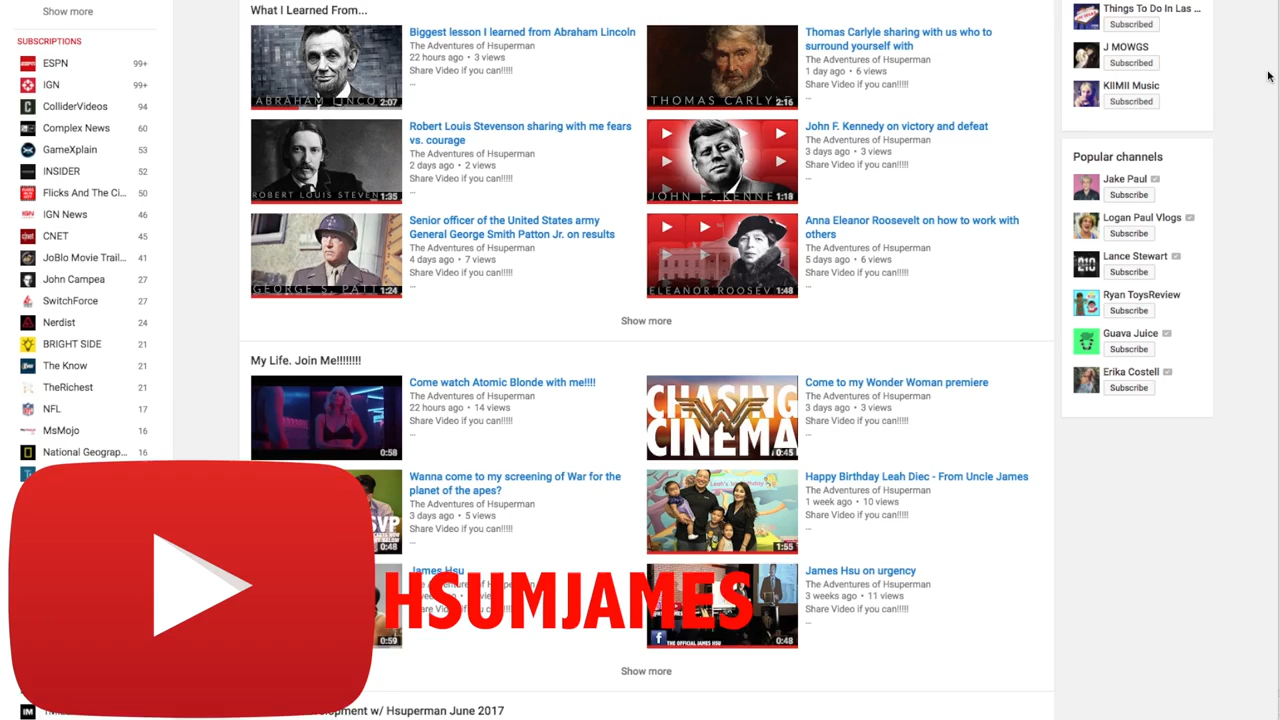 Show more
SUBSCRIPTIONS
ESPN 99+
IGN 99+
ColliderVideos 94
Complex News 60
GameXplain 53
INSIDER 52
Flicks And The Ci... 50
IGN News 46
CNET 45
JoBlo Movie Trail... 41
John Campea 27
SwitchForce 27
Nerdist 24
BRIGHT SIDE 21
The Know 21
TheRichest 21
NFL 17
MsMojo 16
National Geograp... 16
What I Learned From...
ABRAHAM LINCO
2:07
Biggest lesson I learned from Abraham Lincoln
The Adventures of Hsuperman
22 hours ago • 3 views
Share Video if you can!!!!!
...
THOMAS CARLYLE
2:16
Thomas Carlyle sharing with us who to
surround yourself with
The Adventures of Hsuperman
1 day ago • 6 views
Share Video if you can!!!!!
...
ROBERT LOUIS STEVEN
1:35
Robert Louis Stevenson sharing with me fears
vs. courage
The Adventures of Hsuperman
2 days ago • 2 views
Share Video if you can!!!!!
...
JOHN F. KENNE
1:18
John F. Kennedy on victory and defeat
The Adventures of Hsuperman
3 days ago • 3 views
Share Video if you can!!!!!
...
GEORGE S. PATT
1:24
Senior officer of the United States army
General George Smith Patton Jr. on results
The Adventures of Hsuperman
4 days ago • 7 views
Share Video if you can!!!!!
...
ELEANOR ROOSEV
1:48
Anna Eleanor Roosevelt on how to work with
others
The Adventures of Hsuperman
5 days ago • 6 views
Share Video if you can!!!!!
...
Show more
My Life. Join Me!!!!!!!!
0:58
Come watch Atomic Blonde with me!!!!
The Adventures of Hsuperman
22 hours ago • 14 views
Share Video if you can!!!!!
...
CHASING
CINEMA
0:45
Come to my Wonder Woman premiere
The Adventures of Hsuperman
3 days ago • 3 views
Share Video if you can!!!!!
...
SVP
0:48
Wanna come to my screening of War for the
planet of the apes?
The Adventures of Hsuperman
3 days ago • 5 views
Share Video if you can!!!!!
...
1:55
Happy Birthday Leah Diec - From Uncle James
The Adventures of Hsuperman
1 week ago • 10 views
Share Video if you can!!!!!
...
0:59
James Hsu
HSUMJAMES
THE OFFICIAL JAMES HSU
0:48
James Hsu on urgency
The Adventures of Hsuperman
3 weeks ago • 11 views
Share Video if you can!!!!!
...
Show more
IM
w/ Hsuperman June 2017
Things To Do In Las ...
Subscribed
J MOWGS
Subscribed
KIIMII Music
Subscribed
Popular channels
Jake Paul
Subscribe
Logan Paul Vlogs
Subscribe
Lance Stewart
Subscribe
Ryan ToysReview
Subscribe
Guava Juice
Subscribe
Erika Costell
Subscribe